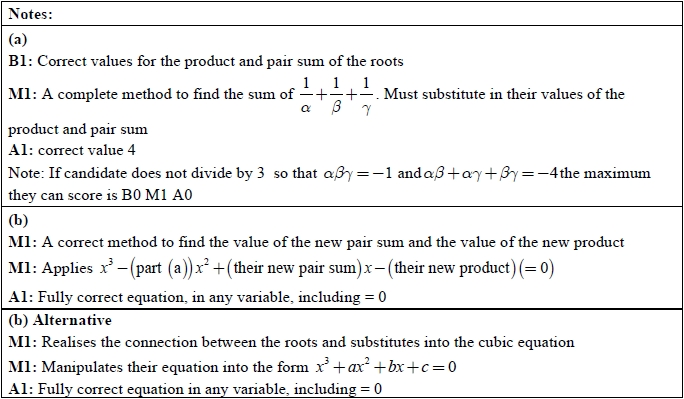 Notes:
(a)
B1: Correct values for the product and pair sum of the roots
M1: A complete method to find the sum of 1/α + 1/β + 1/γ. Must substitute in their values of the
product and pair sum
A1: correct value 4
Note: If candidate does not divide by 3 so that αβγ = −1 and αβ + αγ + βγ = −4 the maximum
they can score is B0 M1 A0
(b)
M1: A correct method to find the value of the new pair sum and the value of the new product
M1: Applies x³ − (part (a))x² + (their new pair sum)x − (their new product)(= 0)
A1: Fully correct equation, in any variable, including = 0
(b) Alternative
M1: Realises the connection between the roots and substitutes into the cubic equation
M1: Manipulates their equation into the form x³ + ax² + bx + c = 0
A1: Fully correct equation in any variable, including = 0